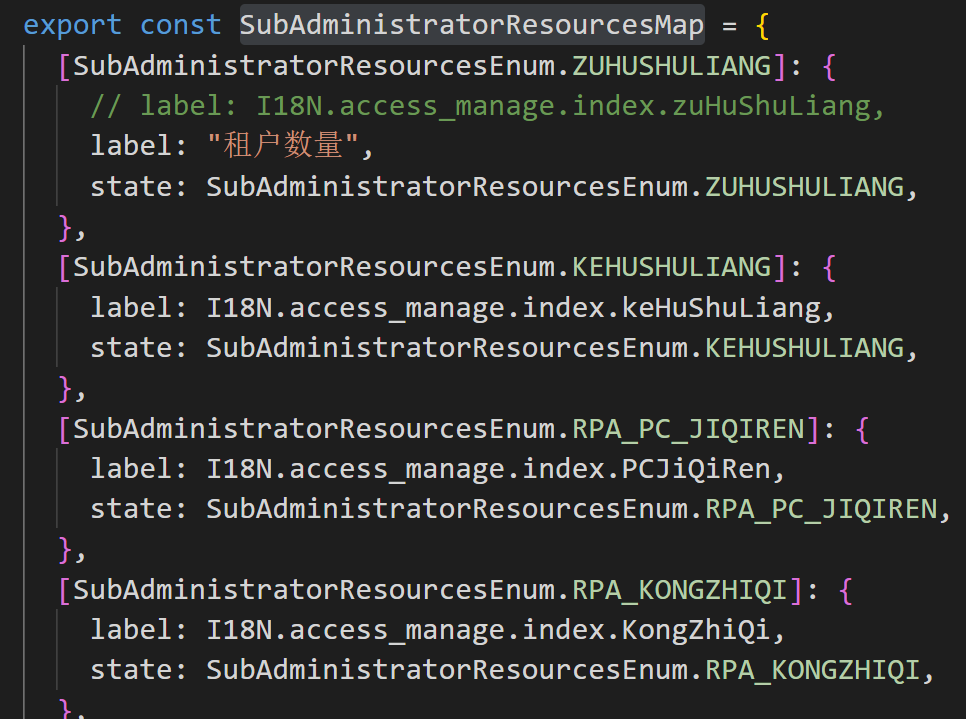 export const SubAdministratorResourcesMap = {
[SubAdministratorResourcesEnum.ZUHUSHULIANG]: {
// label: I18N.access_manage.index.zuHuShuLiang,
label: "租户数量",
state: SubAdministratorResourcesEnum.ZUHUSHULIANG,
},
[SubAdministratorResourcesEnum.KEHUSHULIANG]: {
label: I18N.access_manage.index.keHuShuLiang,
state: SubAdministratorResourcesEnum.KEHUSHULIANG,
},
[SubAdministratorResourcesEnum.RPA_PC_JIQIREN]: {
label: I18N.access_manage.index.PCJiQiRen,
state: SubAdministratorResourcesEnum.RPA_PC_JIQIREN,
},
[SubAdministratorResourcesEnum.RPA_KONGZHIQI]: {
label: I18N.access_manage.index.KongZhiQi,
state: SubAdministratorResourcesEnum.RPA_KONGZHIQI,
},